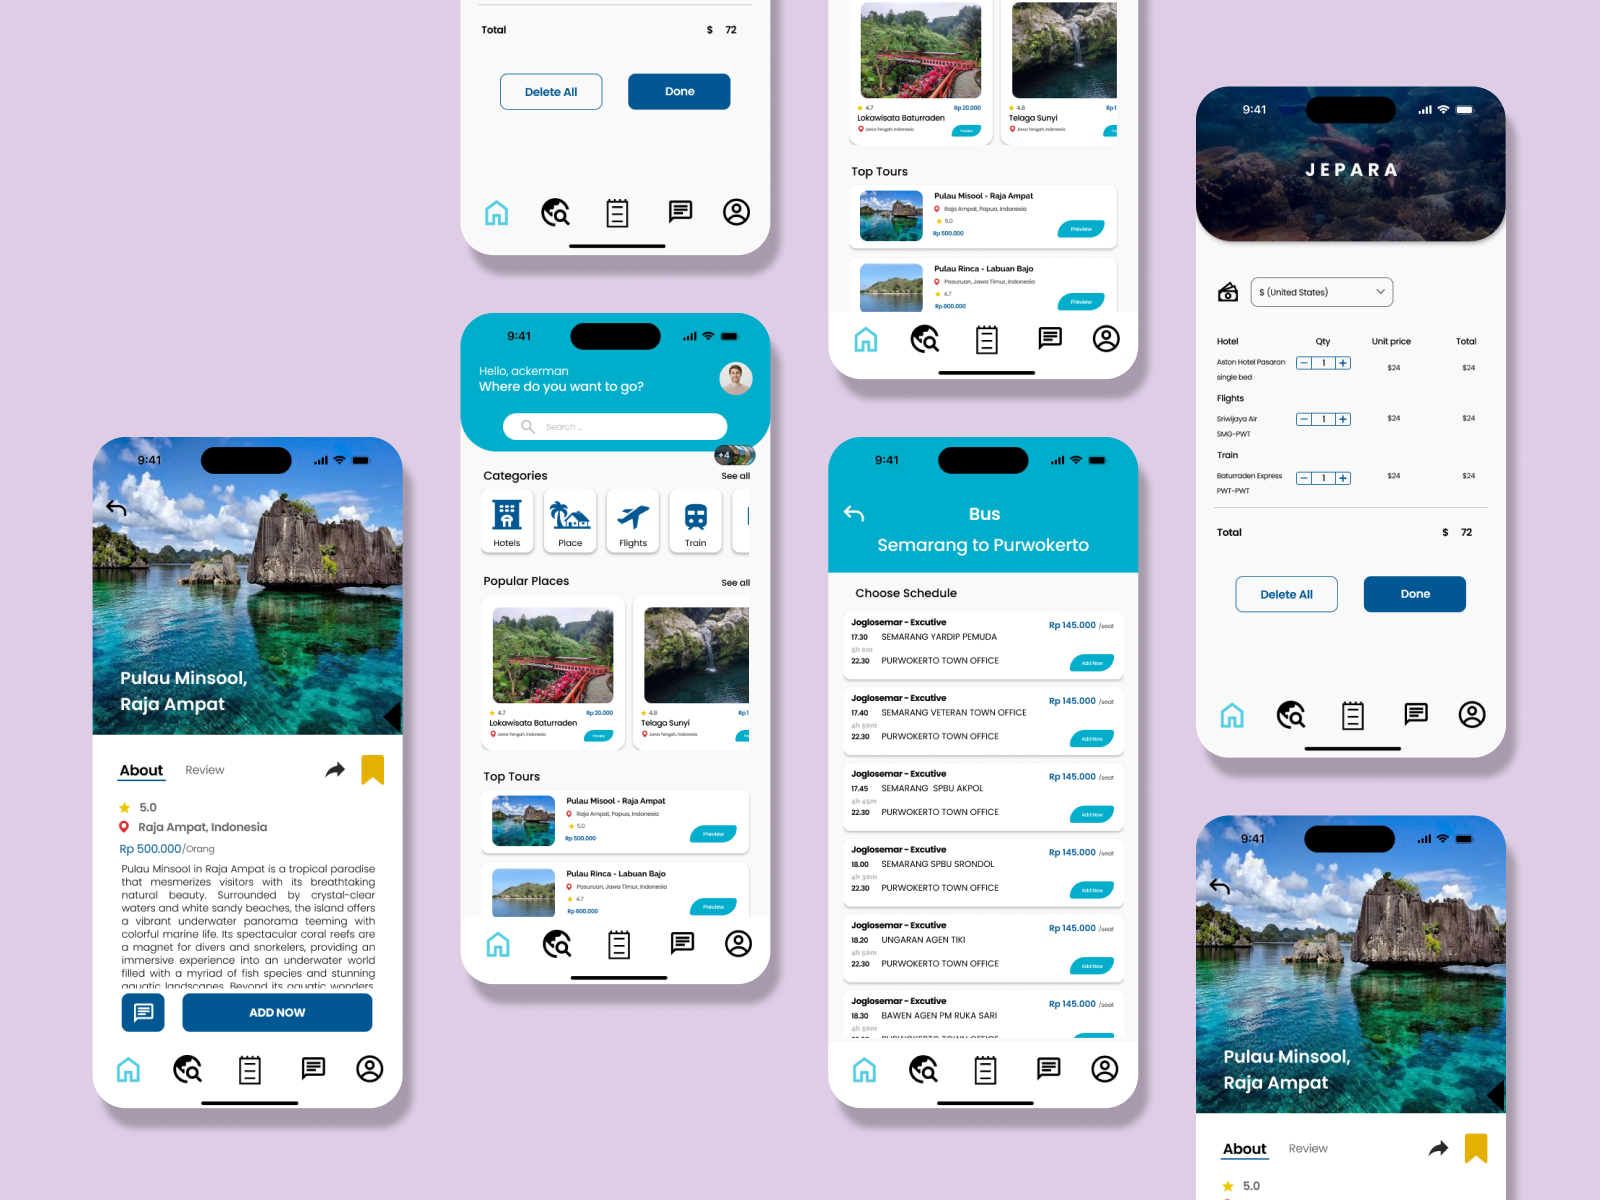 Total $ 72
Delete All
Done
4.7 Rp 20.000
Lokawisata Baturraden
Jawa Tengah, Indonesia
Preview
4.8 Rp 1
Telaga Sunyi
Jawa Tengah, Indonesia
Top Tours
Pulau Misool - Raja Ampat
Raja Ampat, Papua, Indonesia
5.0
Rp 500.000
Preview
Pulau Rinca - Labuan Bajo
Pasuruan, Jawa Timur, Indonesia
4.7
Rp 600.000
Preview
9:41
JEPARA
$ (United States)
Hotel Qty Unit price Total
Aston Hotel Pasaran
single bed
1 $24 $24
Flights
Sriwijaya Air
SMG-PWT
1 $24 $24
Train
Baturraden Express
PWT-PWT
1 $24 $24
Total $ 72
Delete All
Done
9:41
Hello, ackerman
Where do you want to go?
Search ...
+4
Categories See all
Hotels
Place
Flights
Train
Popular Places See all
4.7 Rp 20.000
Lokawisata Baturraden
Jawa Tengah, Indonesia
Preview
4.8 Rp 1
Telaga Sunyi
Jawa Tengah, Indonesia
Top Tours
Pulau Misool - Raja Ampat
Raja Ampat, Papua, Indonesia
5.0
Rp 500.000
Preview
Pulau Rinca - Labuan Bajo
Pasuruan, Jawa Timur, Indonesia
4.7
Rp 600.000
Preview
9:41
Pulau Minsool,
Raja Ampat
About Review
5.0
Raja Ampat, Indonesia
Rp 500.000/Orang
Pulau Minsool in Raja Ampat is a tropical paradise
that mesmerizes visitors with its breathtaking
natural beauty. Surrounded by crystal-clear
waters and white sandy beaches, the island offers
a vibrant underwater panorama teeming with
colorful marine life. Its spectacular coral reefs are
a magnet for divers and snorkelers, providing an
immersive experience into an underwater world
filled with a myriad of fish species and stunning
aquatic landscapes. Beyond its aquatic wonders,
ADD NOW
9:41
Bus
Semarang to Purwokerto
Choose Schedule
Joglosemar - Excutive
Rp 145.000 /seat
17.30 SEMARANG YARDIP PEMUDA
5h 0m
22.30 PURWOKERTO TOWN OFFICE
Add Now
Joglosemar - Excutive
Rp 145.000 /seat
17.40 SEMARANG VETERAN TOWN OFFICE
4h 50m
22.30 PURWOKERTO TOWN OFFICE
Add Now
Joglosemar - Excutive
Rp 145.000 /seat
17.45 SEMARANG SPBU AKPOL
4h 45m
22.30 PURWOKERTO TOWN OFFICE
Add Now
Joglosemar - Excutive
Rp 145.000 /seat
18.00 SEMARANG SPBU SRONDOL
4h 30m
22.30 PURWOKERTO TOWN OFFICE
Add Now
Joglosemar - Excutive
Rp 145.000 /seat
18.20 UNGARAN AGEN TIKI
4h 50m
22.30 PURWOKERTO TOWN OFFICE
Add Now
Joglosemar - Excutive
Rp 145.000 /seat
18.30 BAWEN AGEN PM RUKA SARI
4h 50m
PURWOKERTO TOWN OFFICE
9:41
Pulau Minsool,
Raja Ampat
About Review
5.0